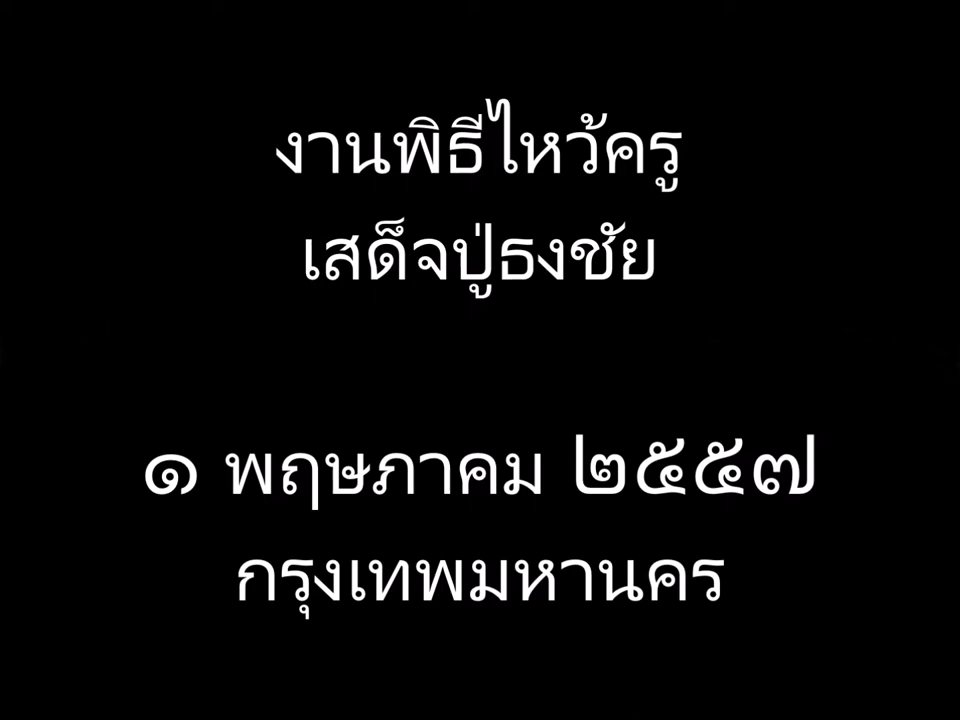 งานพิธีไหว้ครู
เสด็จปู่ธงชัย
๑ พฤษภาคม ๒๕๕๗
กรุงเทพมหานคร